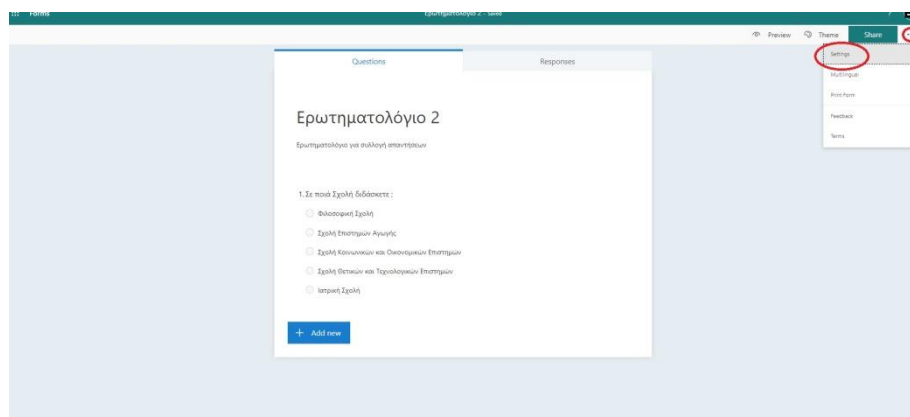 Forms
Ερωτηματολόγιο 2 - Saved
Preview
Theme
Share
Settings
Multilingual
Print Form
Feedback
Terms
Questions
Responses
Ερωτηματολόγιο 2
Ερωτηματολόγιο για συλλογή απαντήσεων
1. Σε ποιά Σχολή διδάσκετε ;
Φιλοσοφική Σχολή
Σχολή Επιστημών Αγωγής
Σχολή Κοινωνικών και Οικονομικών Επιστημών
Σχολή Θετικών και Τεχνολογικών Επιστημών
Ιατρική Σχολή
+ Add new